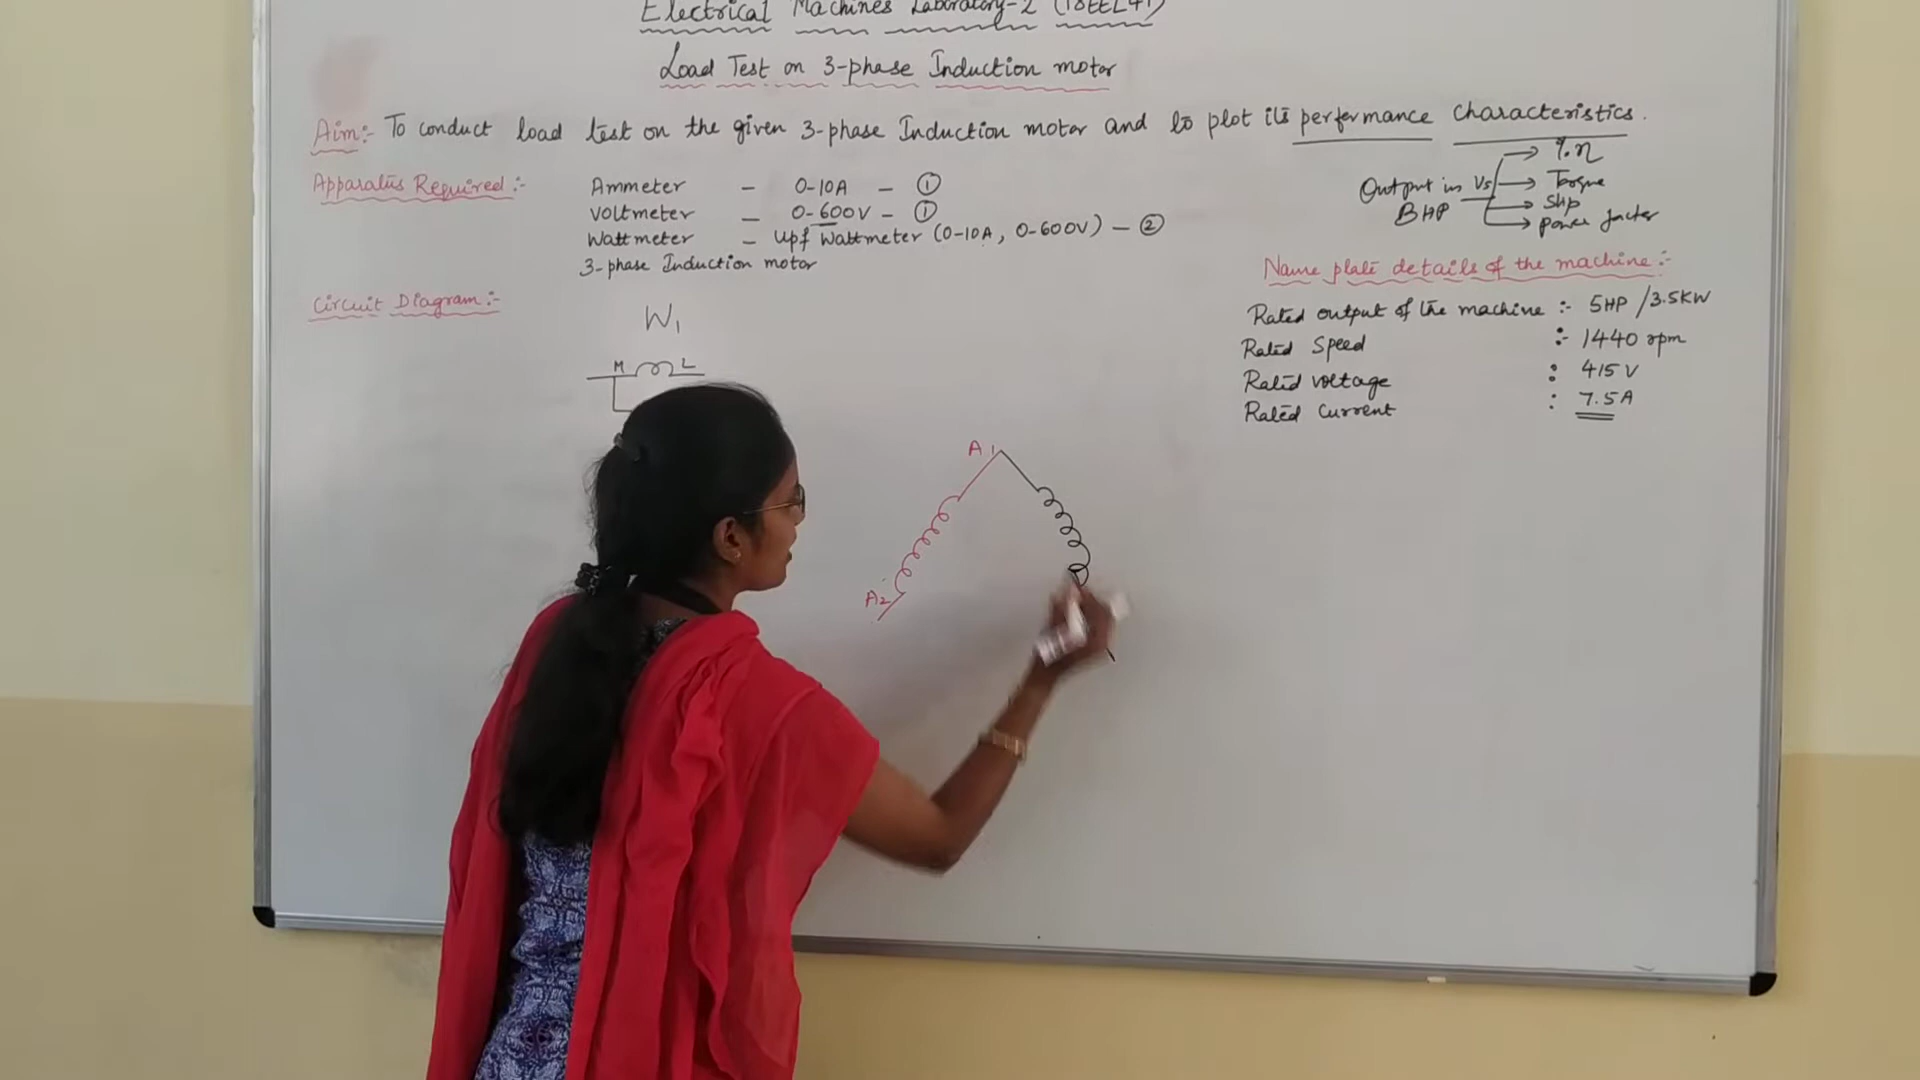 Electrical Machines Laboratory-2 (18EEL47)
Load Test on 3-phase Induction motor
Aim:- To conduct load test on the given 3-phase Induction motor and to plot its performance characteristics.
Apparatus Required:-
Ammeter - 0-10A - ①
Voltmeter - 0-600V - ①
Wattmeter - Upf Wattmeter (0-10A, 0-600V) - ②
3-phase Induction motor
Output in BHP Vs
%η
Torque
Slip
Power factor
Name plate details of the machine:-
Rated output of the machine :- 5HP/3.5KW
Rated Speed :- 1440 rpm
Rated voltage : 415 V
Rated Current : 7.5A
Circuit Diagram:-
W1
M L
A1
A2